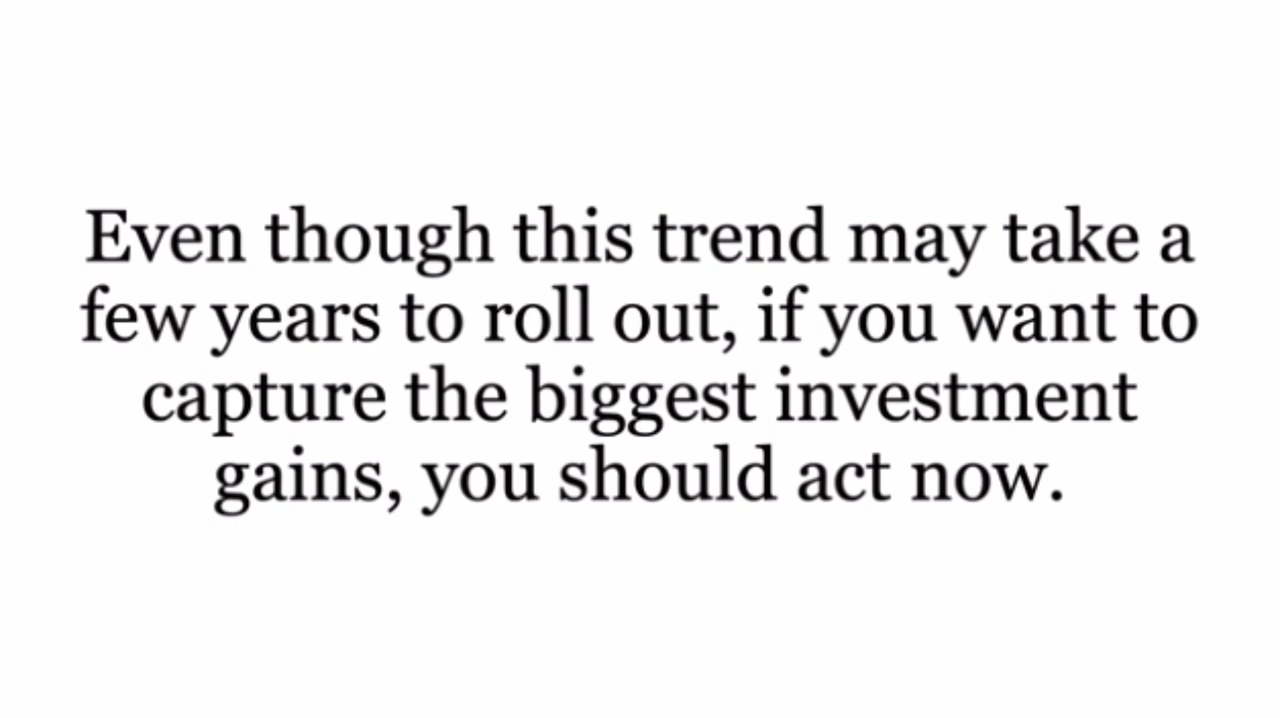 Even though this trend may take a
few years to roll out, if you want to
capture the biggest investment
gains, you should act now.